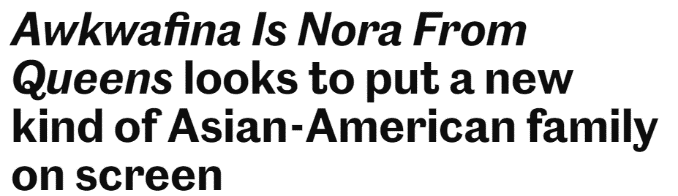 Awkwafina Is Nora From
Queens looks to put a new
kind of Asian-American family
on screen